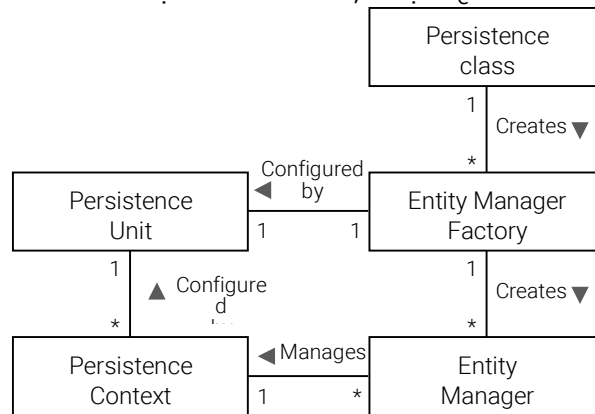 Persistence
class
1
Creates ▼
*
Configured
◀ by
Persistence
Unit
Entity Manager
Factory
1 1
1
▲ Configure
d
*
1
Creates ▼
*
Persistence
Context
◀ Manages
1 *
Entity
Manager